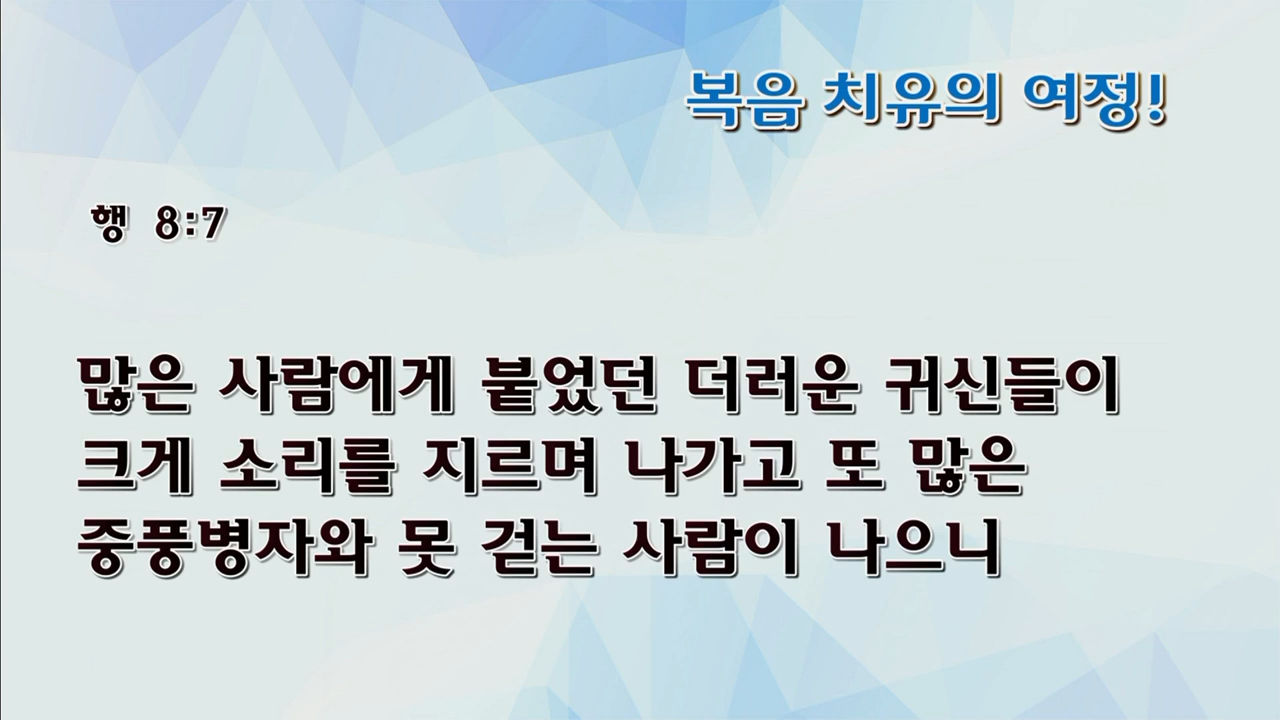 복음 치유의 여정!
행 8:7
많은 사람에게 붙었던 더러운 귀신들이
크게 소리를 지르며 나가고 또 많은
중풍병자와 못 걷는 사람이 나으니